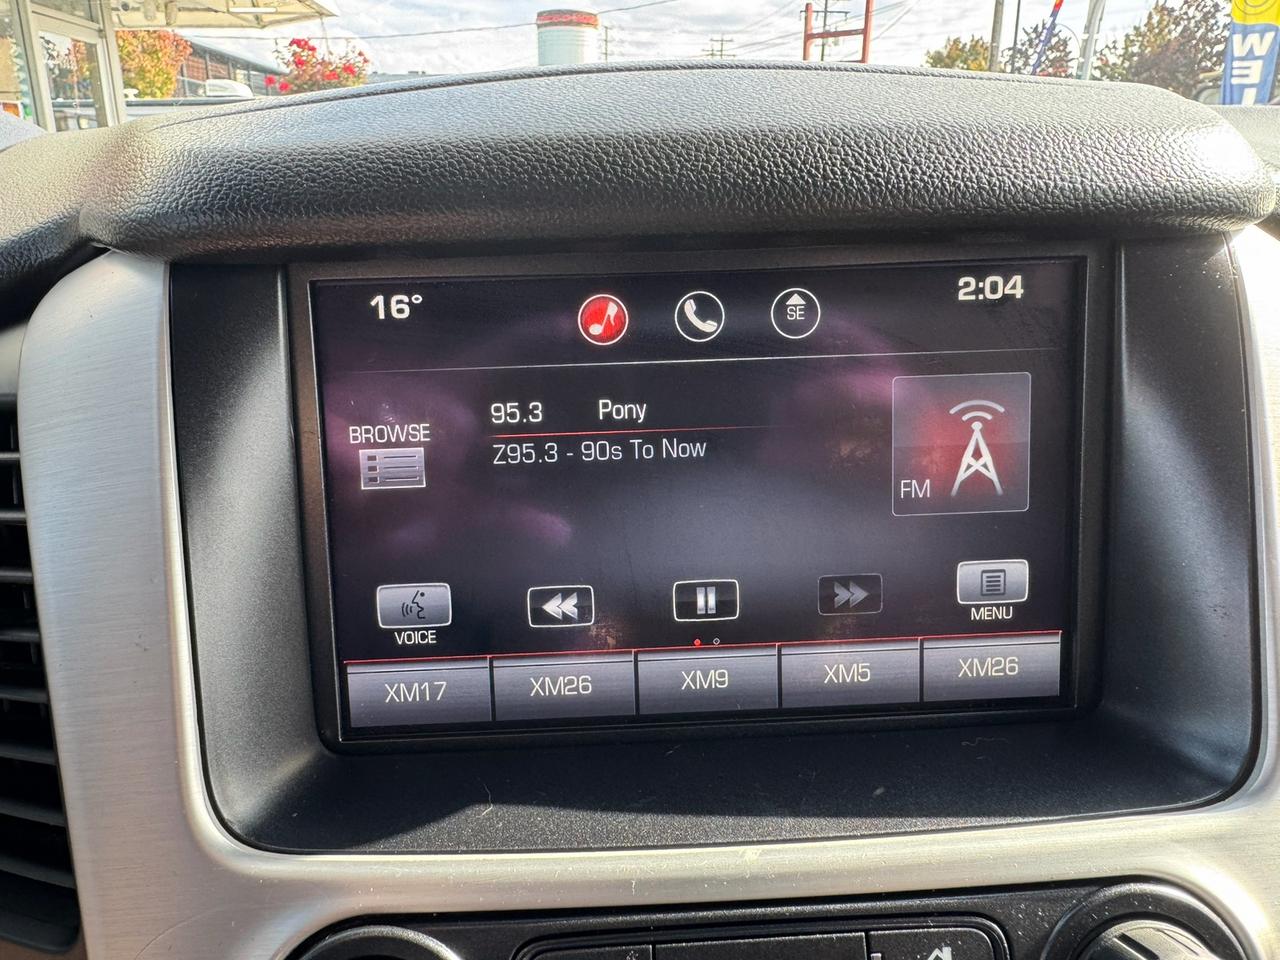 WEL
16° SE 2:04
95.3 Pony
BROWSE
Z95.3 - 90s To Now
FM
VOICE
MENU
XM17 XM26 XM9 XM5 XM26